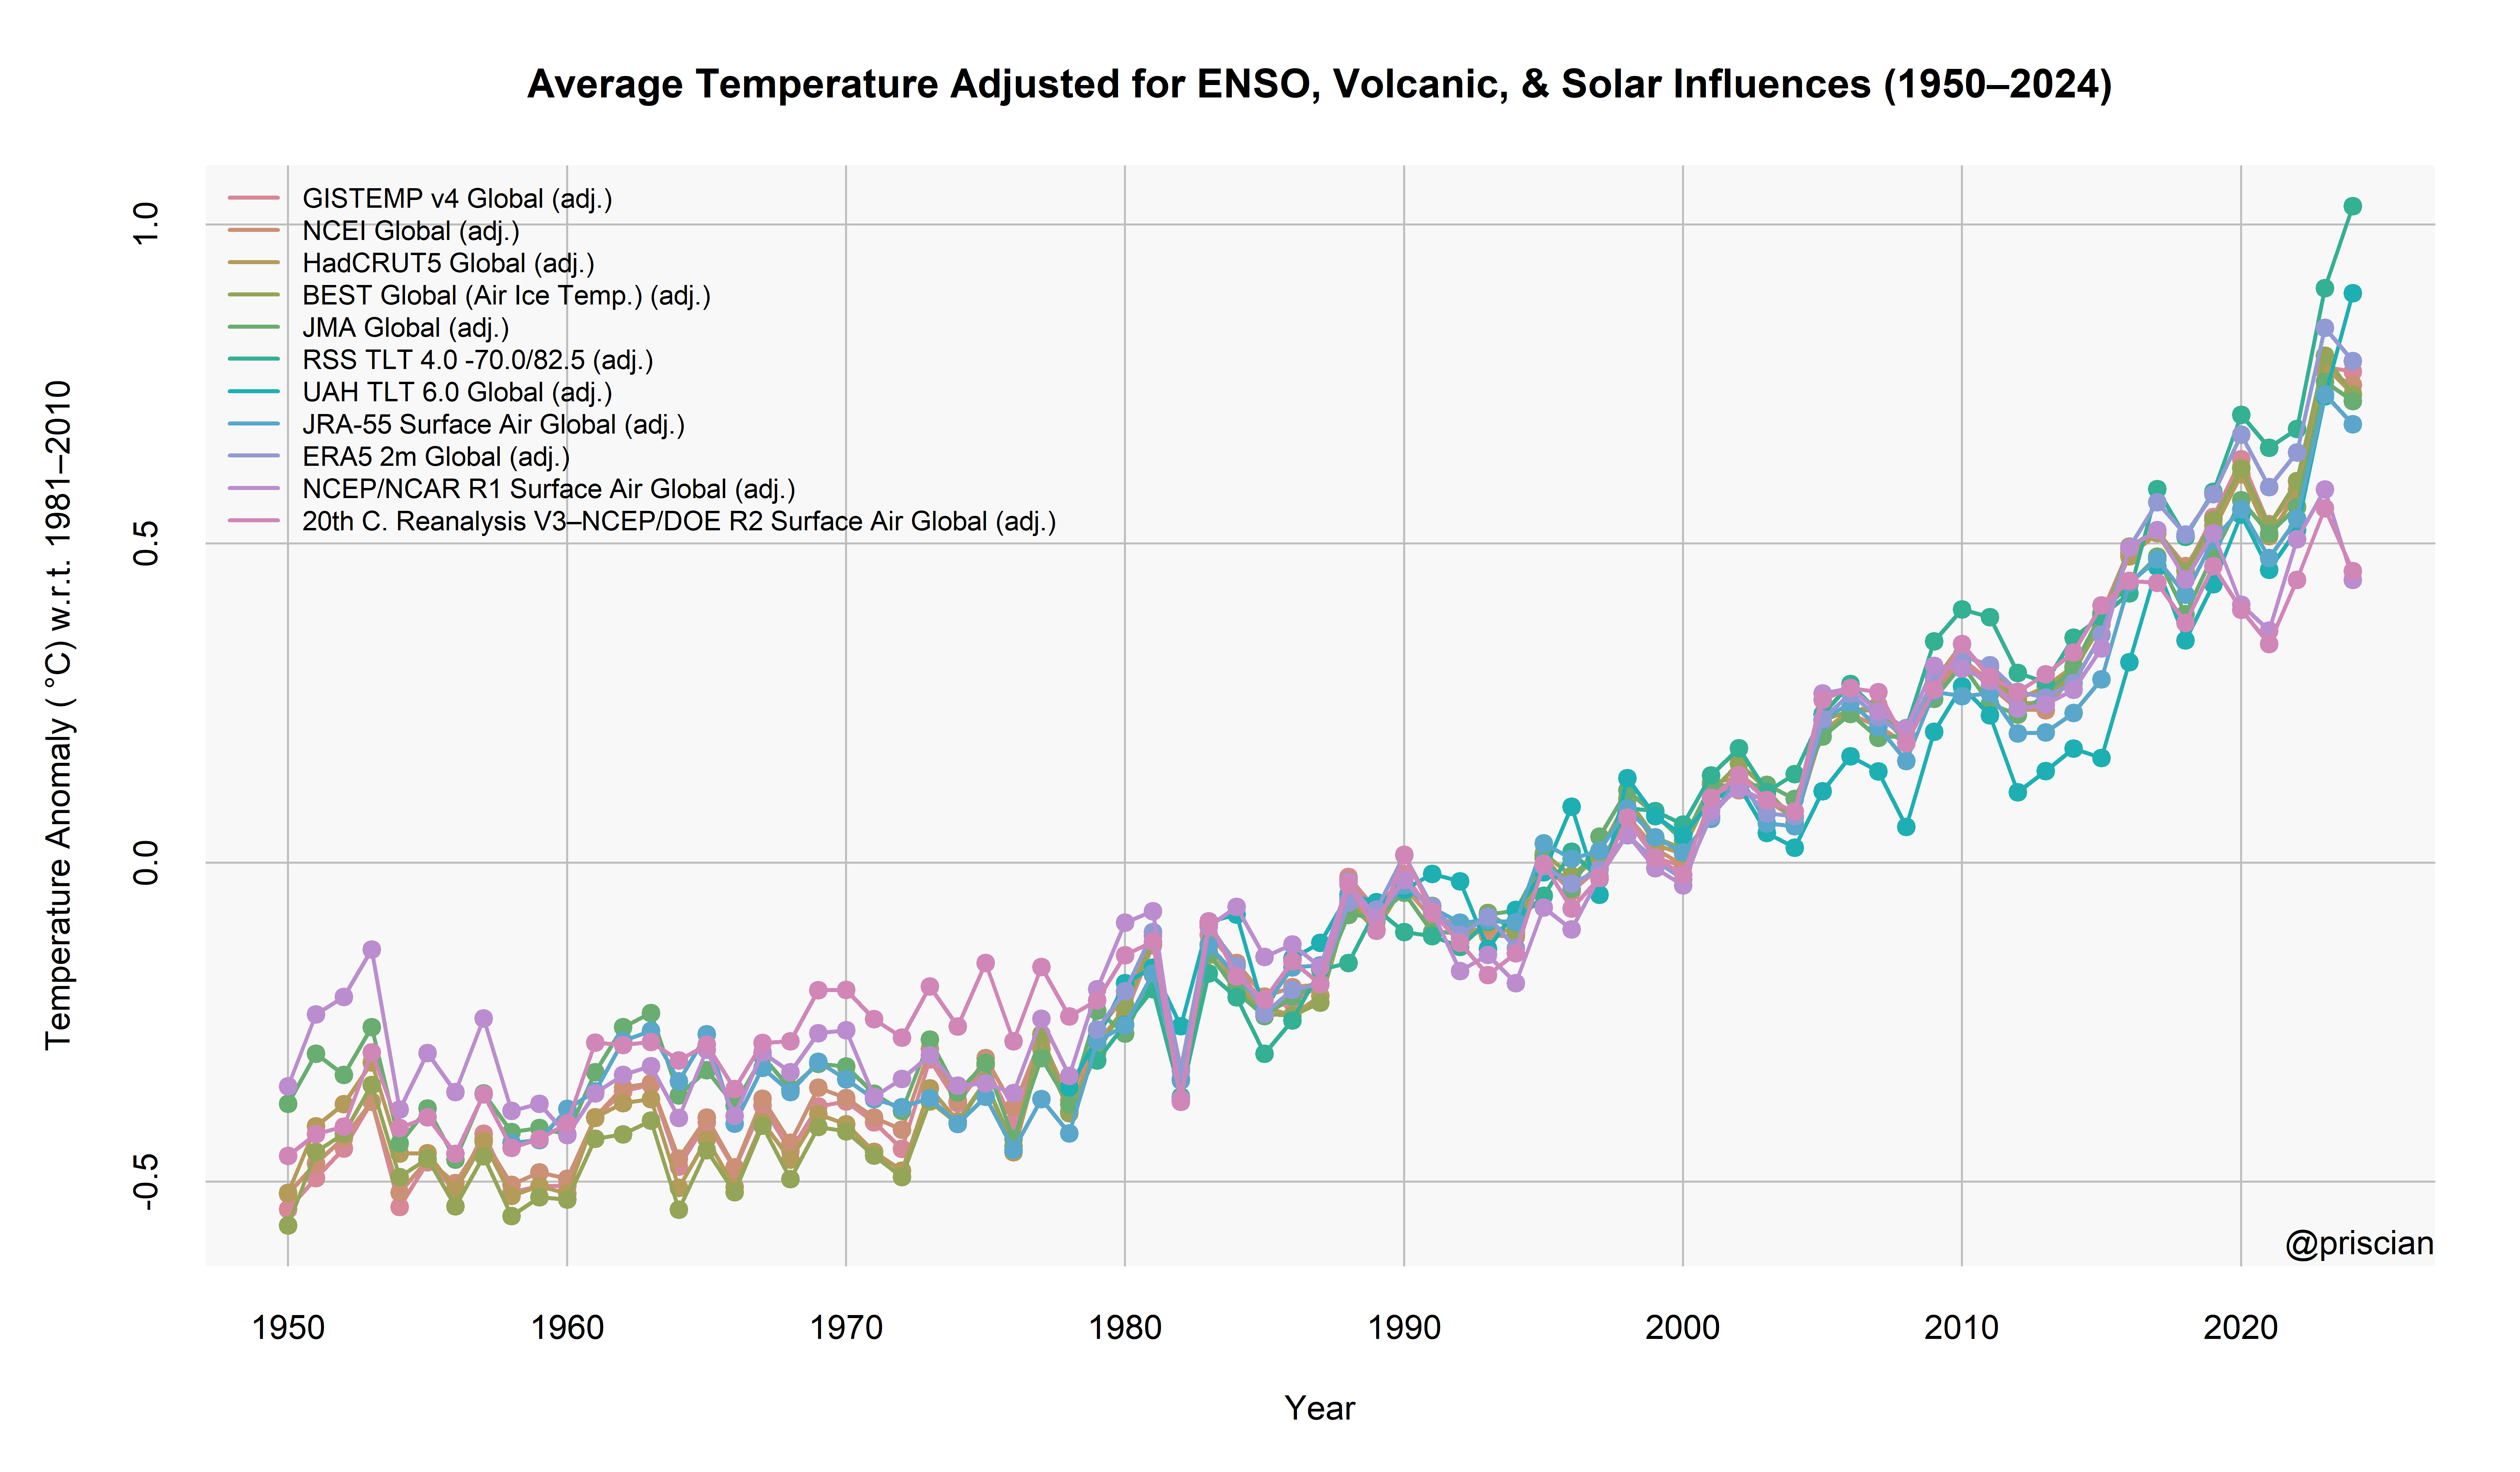 Average Temperature Adjusted for ENSO, Volcanic, & Solar Influences (1950–2024)
Temperature Anomaly ( °C) w.r.t. 1981–2010
1.0
0.5
0.0
-0.5
GISTEMP v4 Global (adj.)
NCEI Global (adj.)
HadCRUT5 Global (adj.)
BEST Global (Air Ice Temp.) (adj.)
JMA Global (adj.)
RSS TLT 4.0 -70.0/82.5 (adj.)
UAH TLT 6.0 Global (adj.)
JRA-55 Surface Air Global (adj.)
ERA5 2m Global (adj.)
NCEP/NCAR R1 Surface Air Global (adj.)
20th C. Reanalysis V3–NCEP/DOE R2 Surface Air Global (adj.)
@priscian
1950 1960 1970 1980 1990 2000 2010 2020
Year